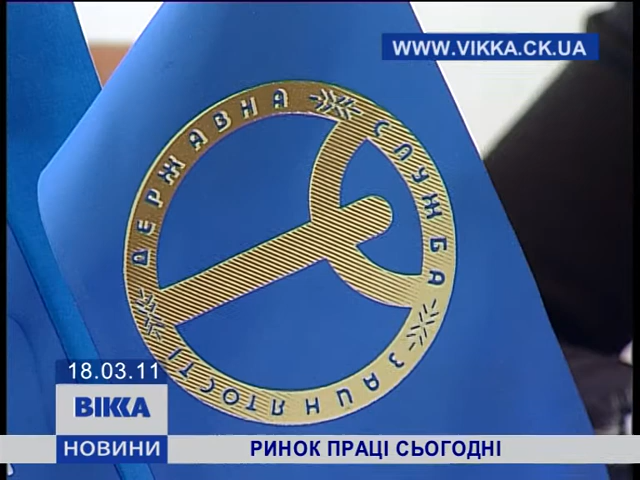 WWW.VIKKA.CK.UA
ДЕРЖАВНА СЛУЖБА ЗАЙНЯТОСТІ
18.03.11
ВІККА
НОВИНИ
РИНОК ПРАЦІ СЬОГОДНІ